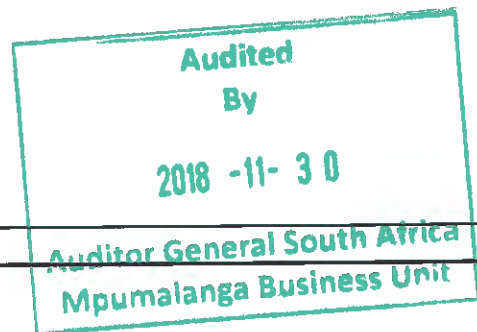 Audited
By
2018 -11- 30
Auditor General South Africa
Mpumalanga Business Unit